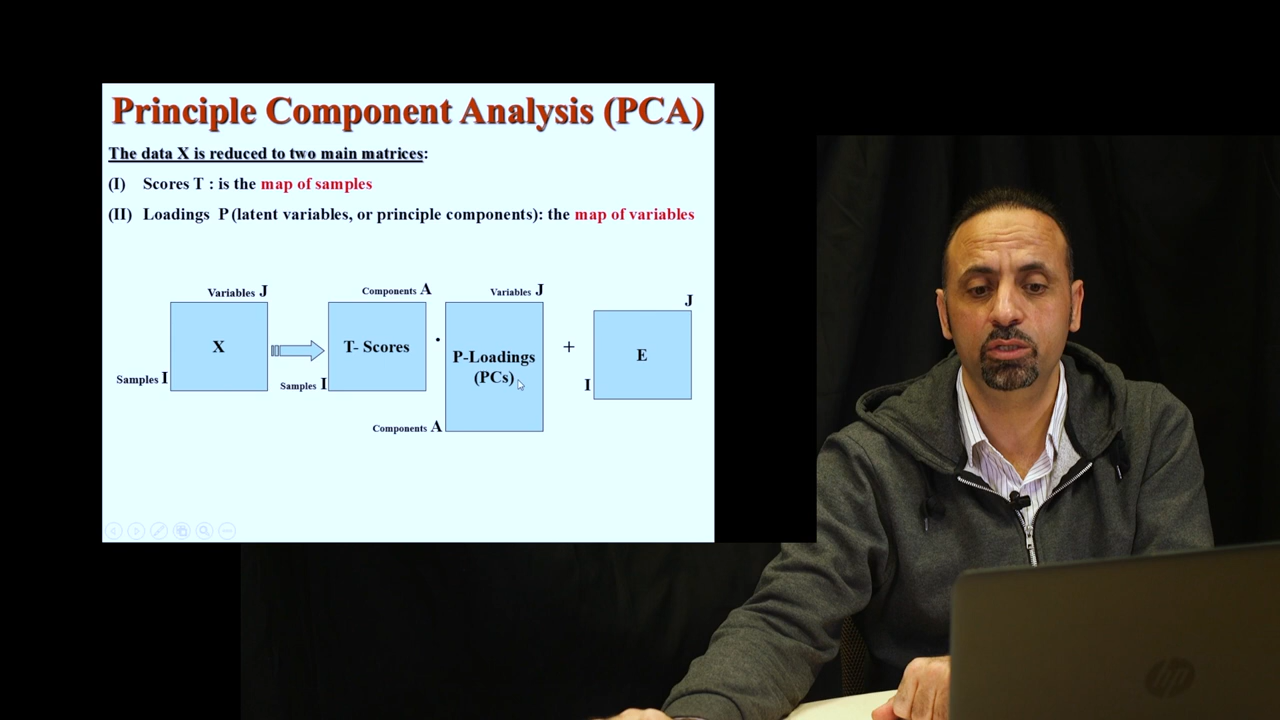 Principle Component Analysis (PCA)
The data X is reduced to two main matrices:
(I) Scores T : is the map of samples
(II) Loadings P (latent variables, or principle components): the map of variables
Variables J
Components A
Variables J
J
X
T- Scores
.
P-Loadings
(PCs)
+
E
Samples I
Samples I
I
Components A
hp